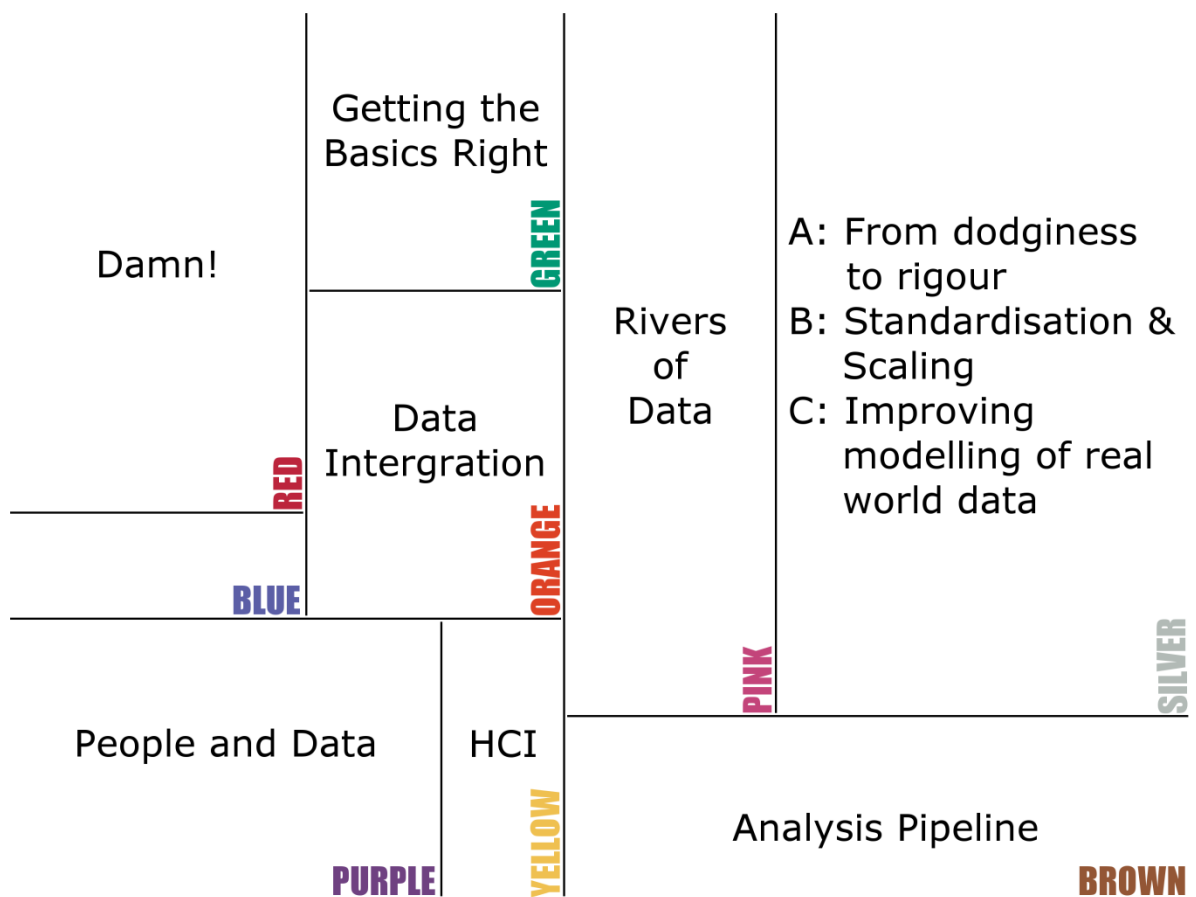 Damn!
RED
BLUE
Getting the
Basics Right
GREEN
Data
Intergration
ORANGE
People and Data
PURPLE
HCI
YELLOW
Rivers
of
Data
PINK
A: From dodginess
to rigour
B: Standardisation &
Scaling
C: Improving
modelling of real
world data
SILVER
Analysis Pipeline
BROWN